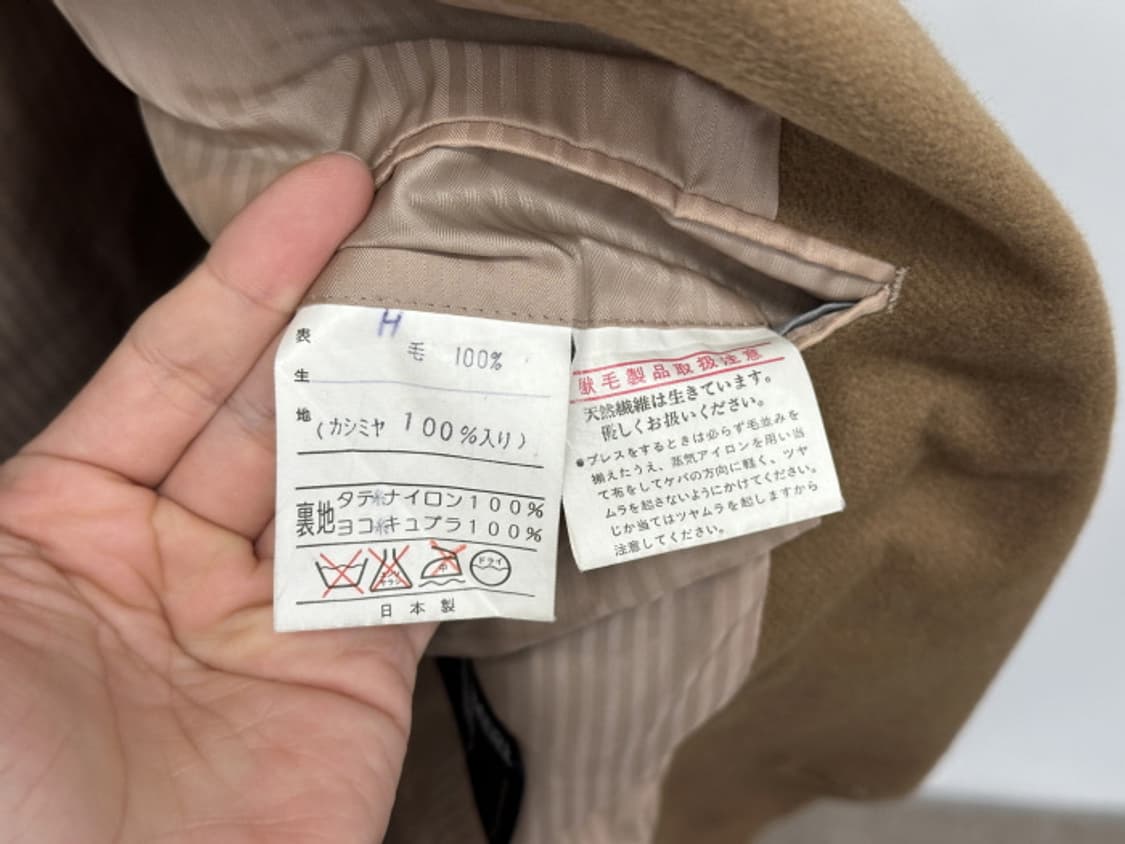 H
表生地
毛 100%
(カシミヤ 100%入り)
裏地
タテ糸ナイロン100%
ヨコ糸キュプラ100%
中
ドライ
日本製
獣毛製品取扱注意
天然繊維は生きています。
優しくお扱いください。
●プレスをするときは必らず毛並みを
揃えたうえ、蒸気アイロンを用い当
て布をしてケバの方向に軽く、ツヤ
ムラを起さないようにかけてください。
じか当てはツヤムラを起しますから
注意してください。